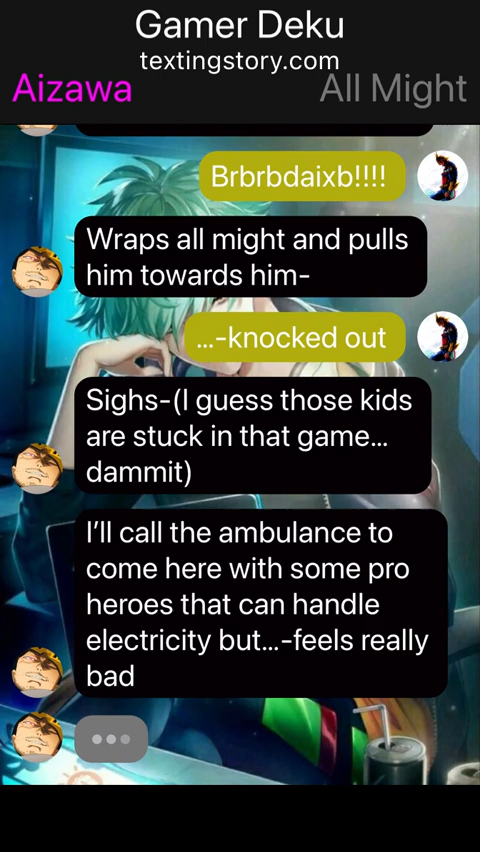 Gamer Deku
textingstory.com
Aizawa
All Might
Brbrbdaixb!!!!
Wraps all might and pulls
him towards him-
...-knocked out
Sighs-(I guess those kids
are stuck in that game...
dammit)
I’ll call the ambulance to
come here with some pro
heroes that can handle
electricity but...-feels really
bad